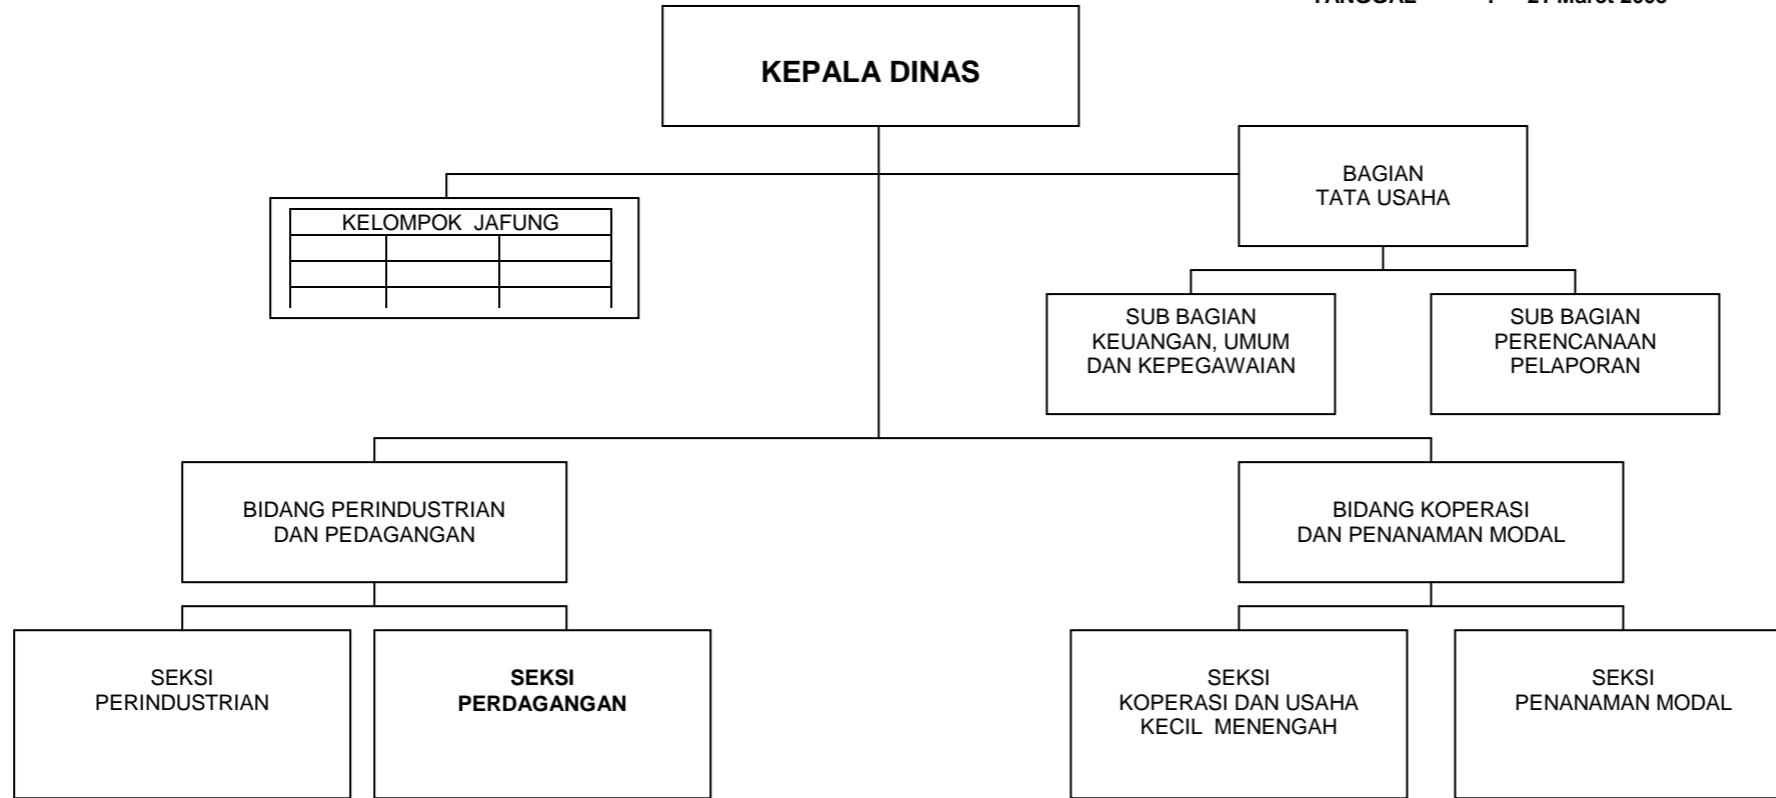 KEPALA DINAS
BAGIAN
TATA USAHA
KELOMPOK JAFUNG
SUB BAGIAN
KEUANGAN, UMUM
DAN KEPEGAWAIAN
SUB BAGIAN
PERENCANAAN
PELAPORAN
BIDANG PERINDUSTRIAN
DAN PEDAGANGAN
BIDANG KOPERASI
DAN PENANAMAN MODAL
SEKSI
PERINDUSTRIAN
SEKSI
PERDAGANGAN
SEKSI
KOPERASI DAN USAHA
KECIL MENENGAH
SEKSI
PENANAMAN MODAL